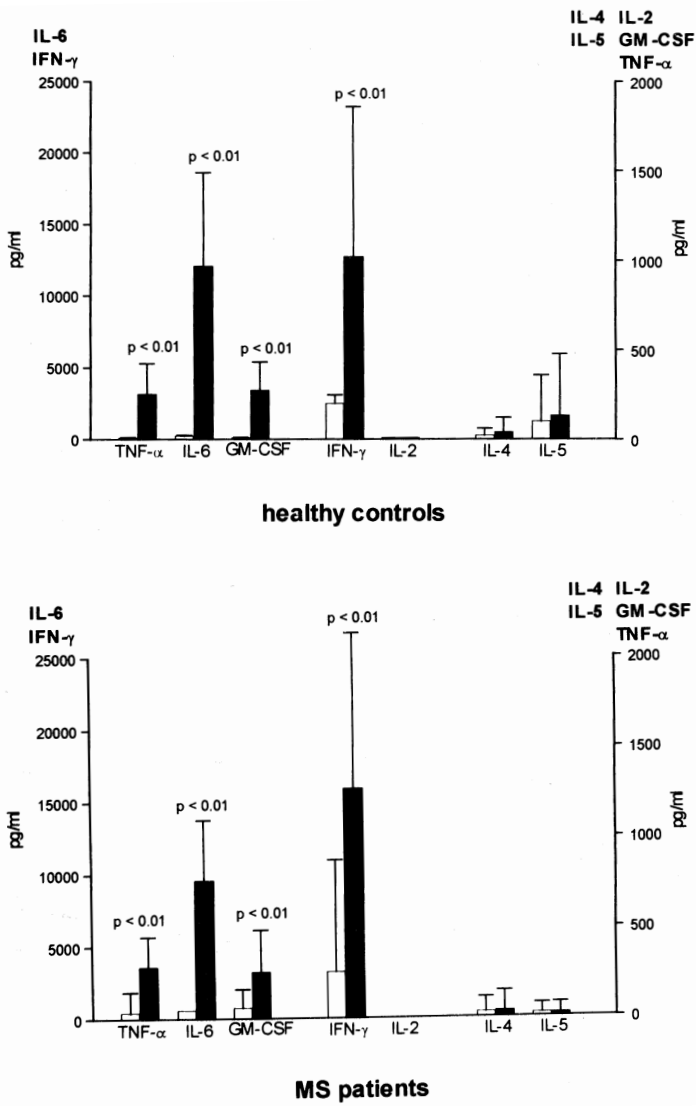 IL-4 IL-2
IL-6 IL-5 GM-CSF
IFN-γ TNF-α
25000 2000
p < 0.01
20000
p < 0.01 1500
15000
pg/ml 1000 pg/ml
10000
p < 0.01 p < 0.01 500
5000
0 0
TNF-α IL-6 GM-CSF IFN-γ IL-2 IL-4 IL-5
healthy controls
IL-4 IL-2
IL-6 p < 0.01 IL-5 GM-CSF
IFN-γ TNF-α
25000 2000
20000 1500
p < 0.01
15000
pg/ml 1000 pg/ml
10000
p < 0.01 p < 0.01
5000 500
0 0
TNF-α IL-6 GM-CSF IFN-γ IL-2 IL-4 IL-5
MS patients